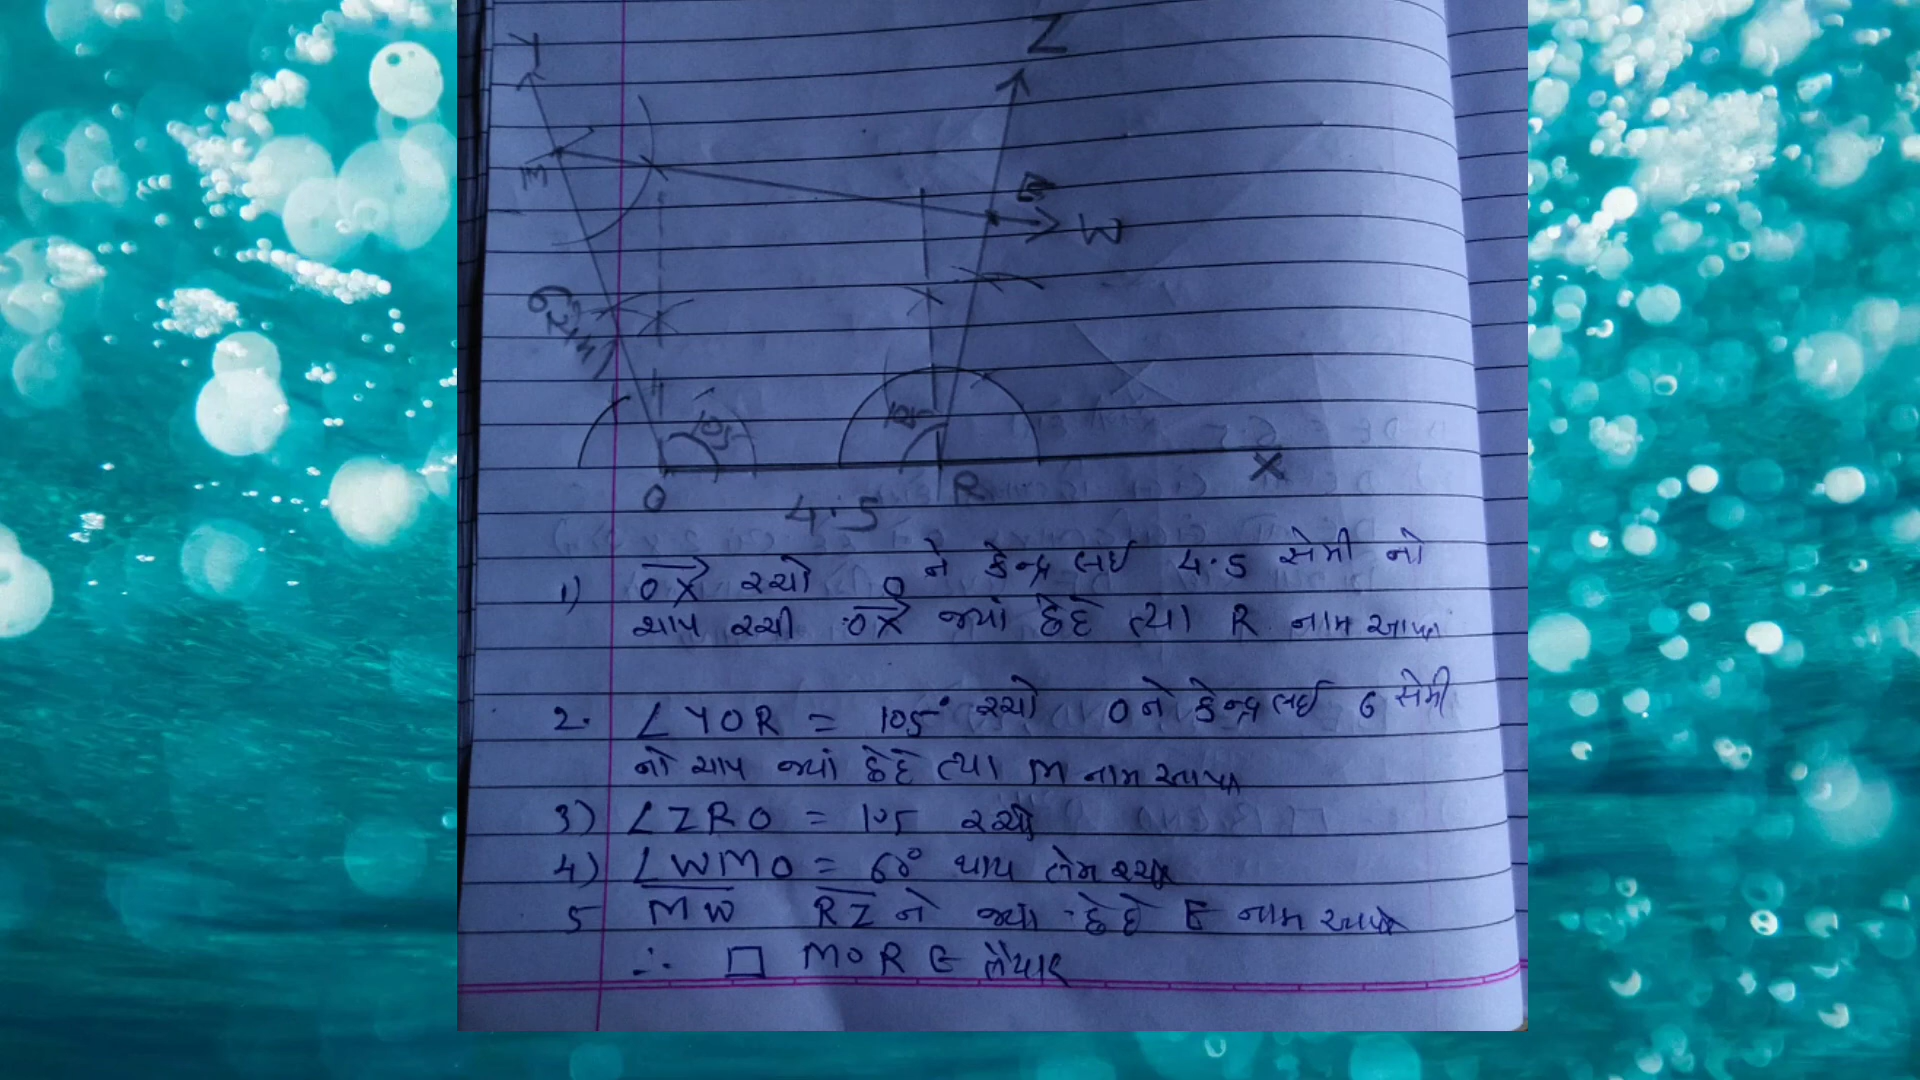 Y
Z
M
E
W
105
105
O
R
X
4.5
1) OX રચો O ને કેન્દ્ર લઈ 4.5 સેમી નો
ચાપ રચી OX જ્યાં છેદે ત્યા R નામ આપો
2. ∠YOR = 105° રચો O ને કેન્દ્ર લઈ 6 સેમી
નો ચાપ જ્યાં છેદે ત્યા M નામ આપો
3) ∠ZRO = 105 રચો
4) ∠WMO = 60° થાય તેમ રચો
5 MW RZ ને જ્યાં છેદે E નામ આપો
∴ □ MORE તૈયાર